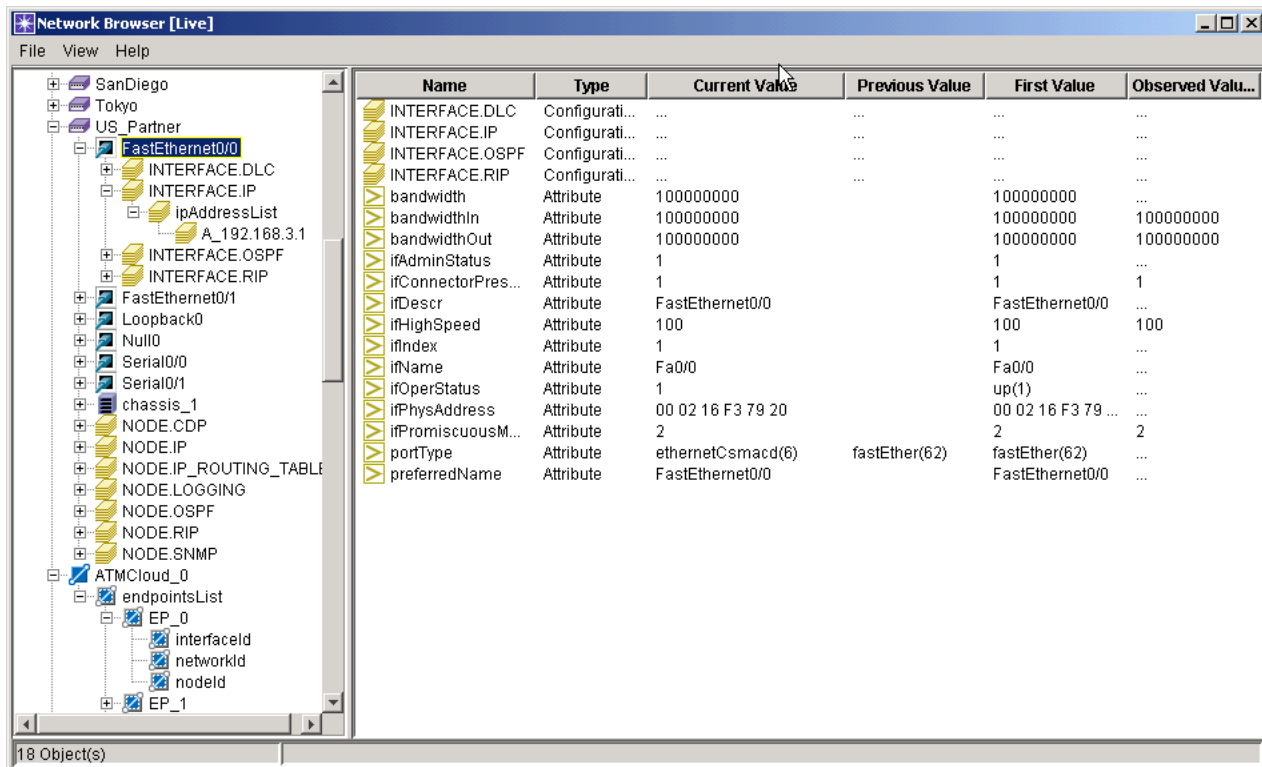 Network Browser [Live]
File View Help
SanDiego
Tokyo
US_Partner
FastEthernet0/0
INTERFACE.DLC
INTERFACE.IP
ipAddressList
A_192.168.3.1
INTERFACE.OSPF
INTERFACE.RIP
FastEthernet0/1
Loopback0
Null0
Serial0/0
Serial0/1
chassis_1
NODE.CDP
NODE.IP
NODE.IP_ROUTING_TABLE
NODE.LOGGING
NODE.OSPF
NODE.RIP
NODE.SNMP
ATMCloud_0
endpointsList
EP_0
interfaceId
networkId
nodeId
EP_1
Name Type Current Value Previous Value First Value Observed Valu...
INTERFACE.DLC Configurati... ... ... ... ...
INTERFACE.IP Configurati... ... ... ... ...
INTERFACE.OSPF Configurati... ... ... ... ...
INTERFACE.RIP Configurati... ... ... ... ...
bandwidth Attribute 100000000 100000000 ...
bandwidthIn Attribute 100000000 100000000 100000000
bandwidthOut Attribute 100000000 100000000 100000000
ifAdminStatus Attribute 1 1 ...
ifConnectorPres... Attribute 1 1 1
ifDescr Attribute FastEthernet0/0 FastEthernet0/0 ...
ifHighSpeed Attribute 100 100 100
ifIndex Attribute 1 1 ...
ifName Attribute Fa0/0 Fa0/0 ...
ifOperStatus Attribute 1 up(1) ...
ifPhysAddress Attribute 00 02 16 F3 79 20 00 02 16 F3 79 ... ...
ifPromiscuousM... Attribute 2 2 2
portType Attribute ethernetCsmacd(6) fastEther(62) fastEther(62) ...
preferredName Attribute FastEthernet0/0 FastEthernet0/0 ...
18 Object(s)